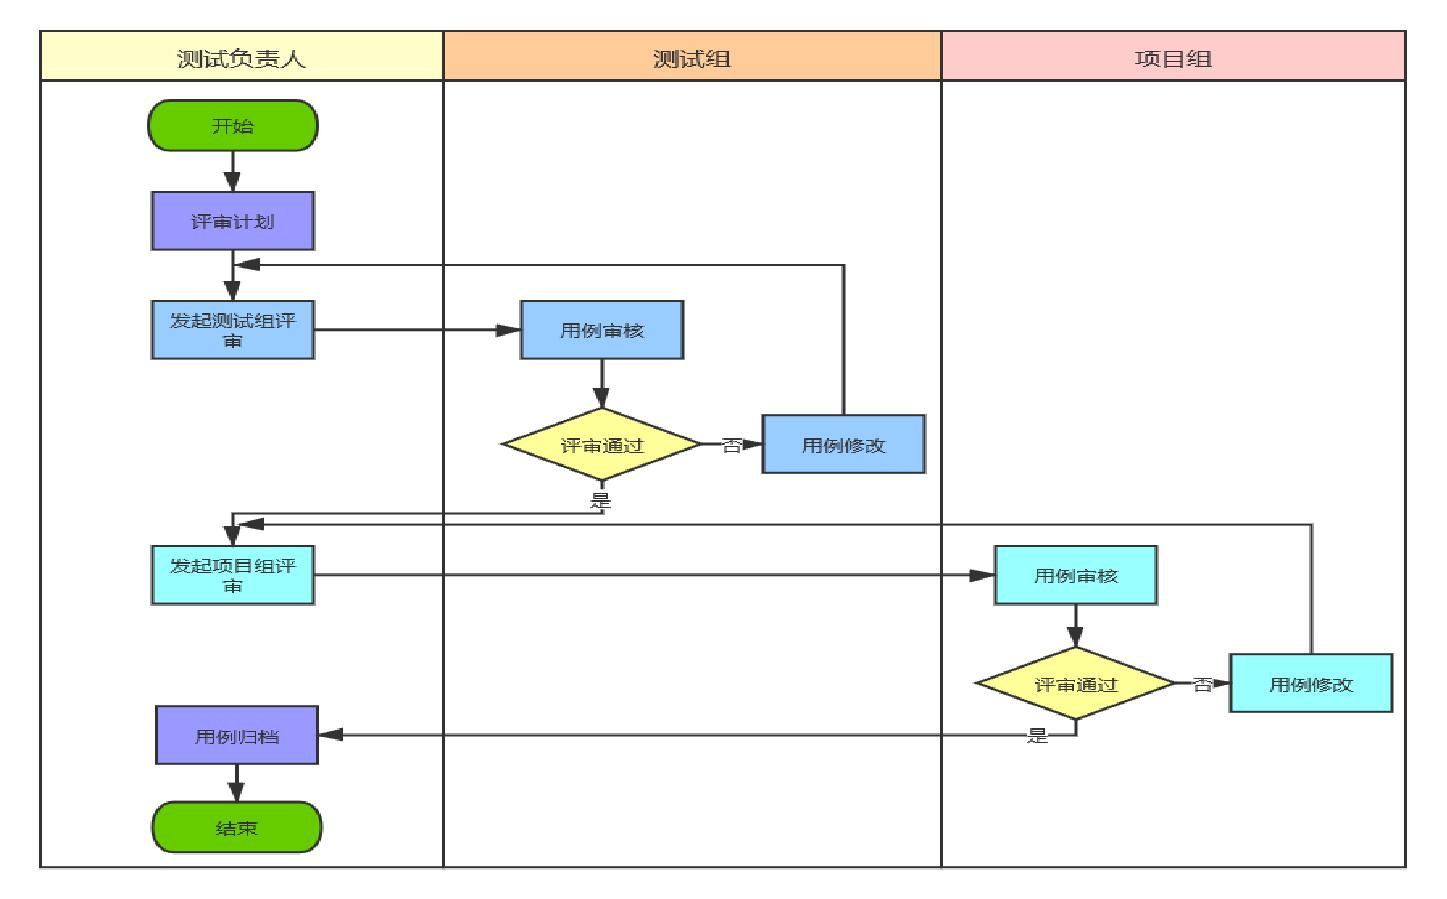 测试负责人
测试组
项目组
开始
评审计划
发起测试组评
审
用例审核
评审通过
否
用例修改
是
发起项目组评
审
用例审核
评审通过
否
用例修改
是
用例归档
结束